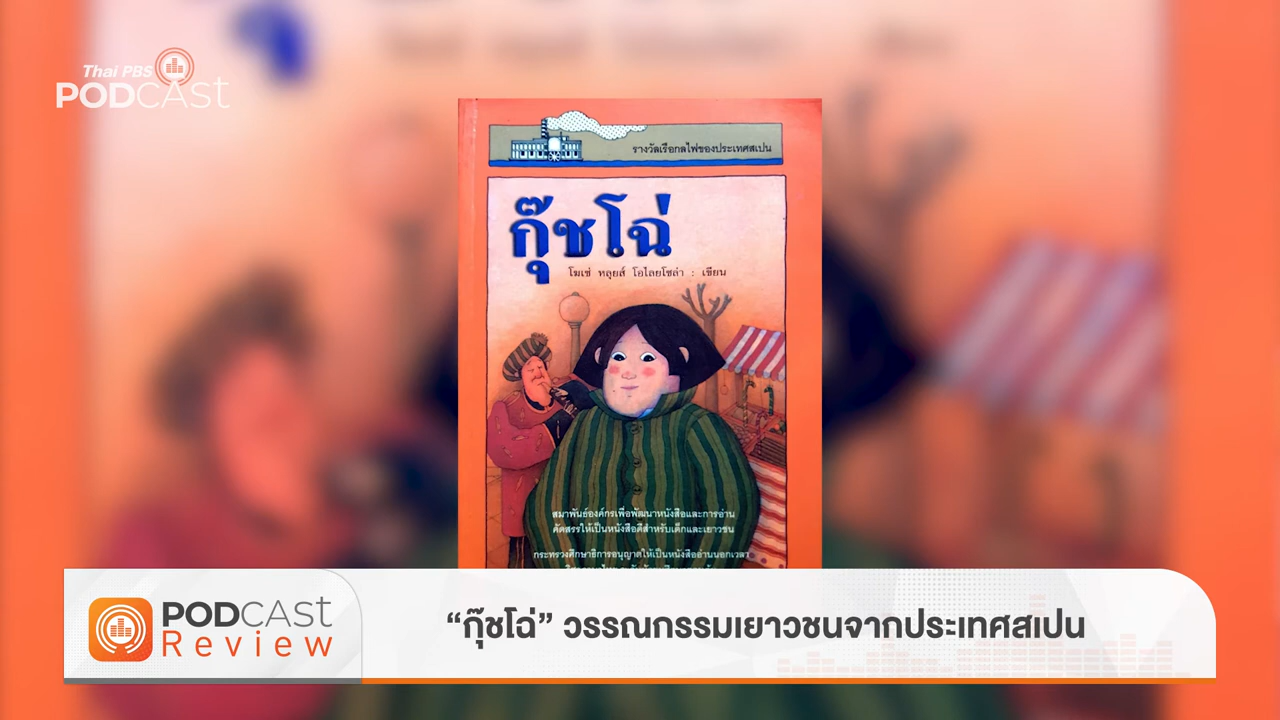 Thai PBS
PODCAST
รางวัลเรือกลไฟของประเทศสเปน
กุ๊ชโฉ่
โฆเซ่ หลุยส์ โอไลยโซล่า : เขียน
สมาพันธ์องค์กรเพื่อพัฒนาหนังสือและการอ่าน
คัดสรรให้เป็นหนังสือดีสำหรับเด็กและเยาวชน
กระทรวงศึกษาธิการอนุญาตให้เป็นหนังสืออ่านนอกเวลา
PODCAST
Review
“กุ๊ชโฉ่” วรรณกรรมเยาวชนจากประเทศสเปน